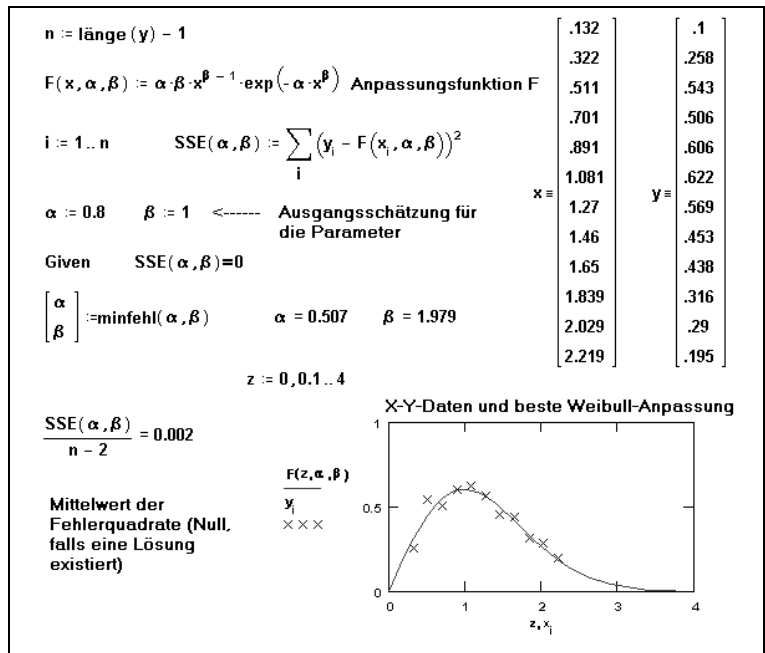 n := länge (y) − 1
F(x,α,β) := α·β·x^(β − 1)·exp(-α·x^β) Anpassungsfunktion F
i := 1 .. n SSE(α,β) := ∑_i (y_i − F(x_i,α,β))²
α := 0.8 β := 1 <------ Ausgangsschätzung für
die Parameter
Given SSE(α,β)=0
[α β] :=minfehl(α,β) α = 0.507 β = 1.979
z := 0,0.1 .. 4
x ≡
.132
.322
.511
.701
.891
1.081
1.27
1.46
1.65
1.839
2.029
2.219
y ≡
.1
.258
.543
.506
.606
.622
.569
.453
.438
.316
.29
.195
SSE(α,β) / (n − 2) = 0.002
Mittelwert der
Fehlerquadrate (Null,
falls eine Lösung
existiert)
X-Y-Daten und beste Weibull-Anpassung
F(z,α,β)
y_i
× × ×
1
0.5
0
0 1 2 3 4
z,x_i